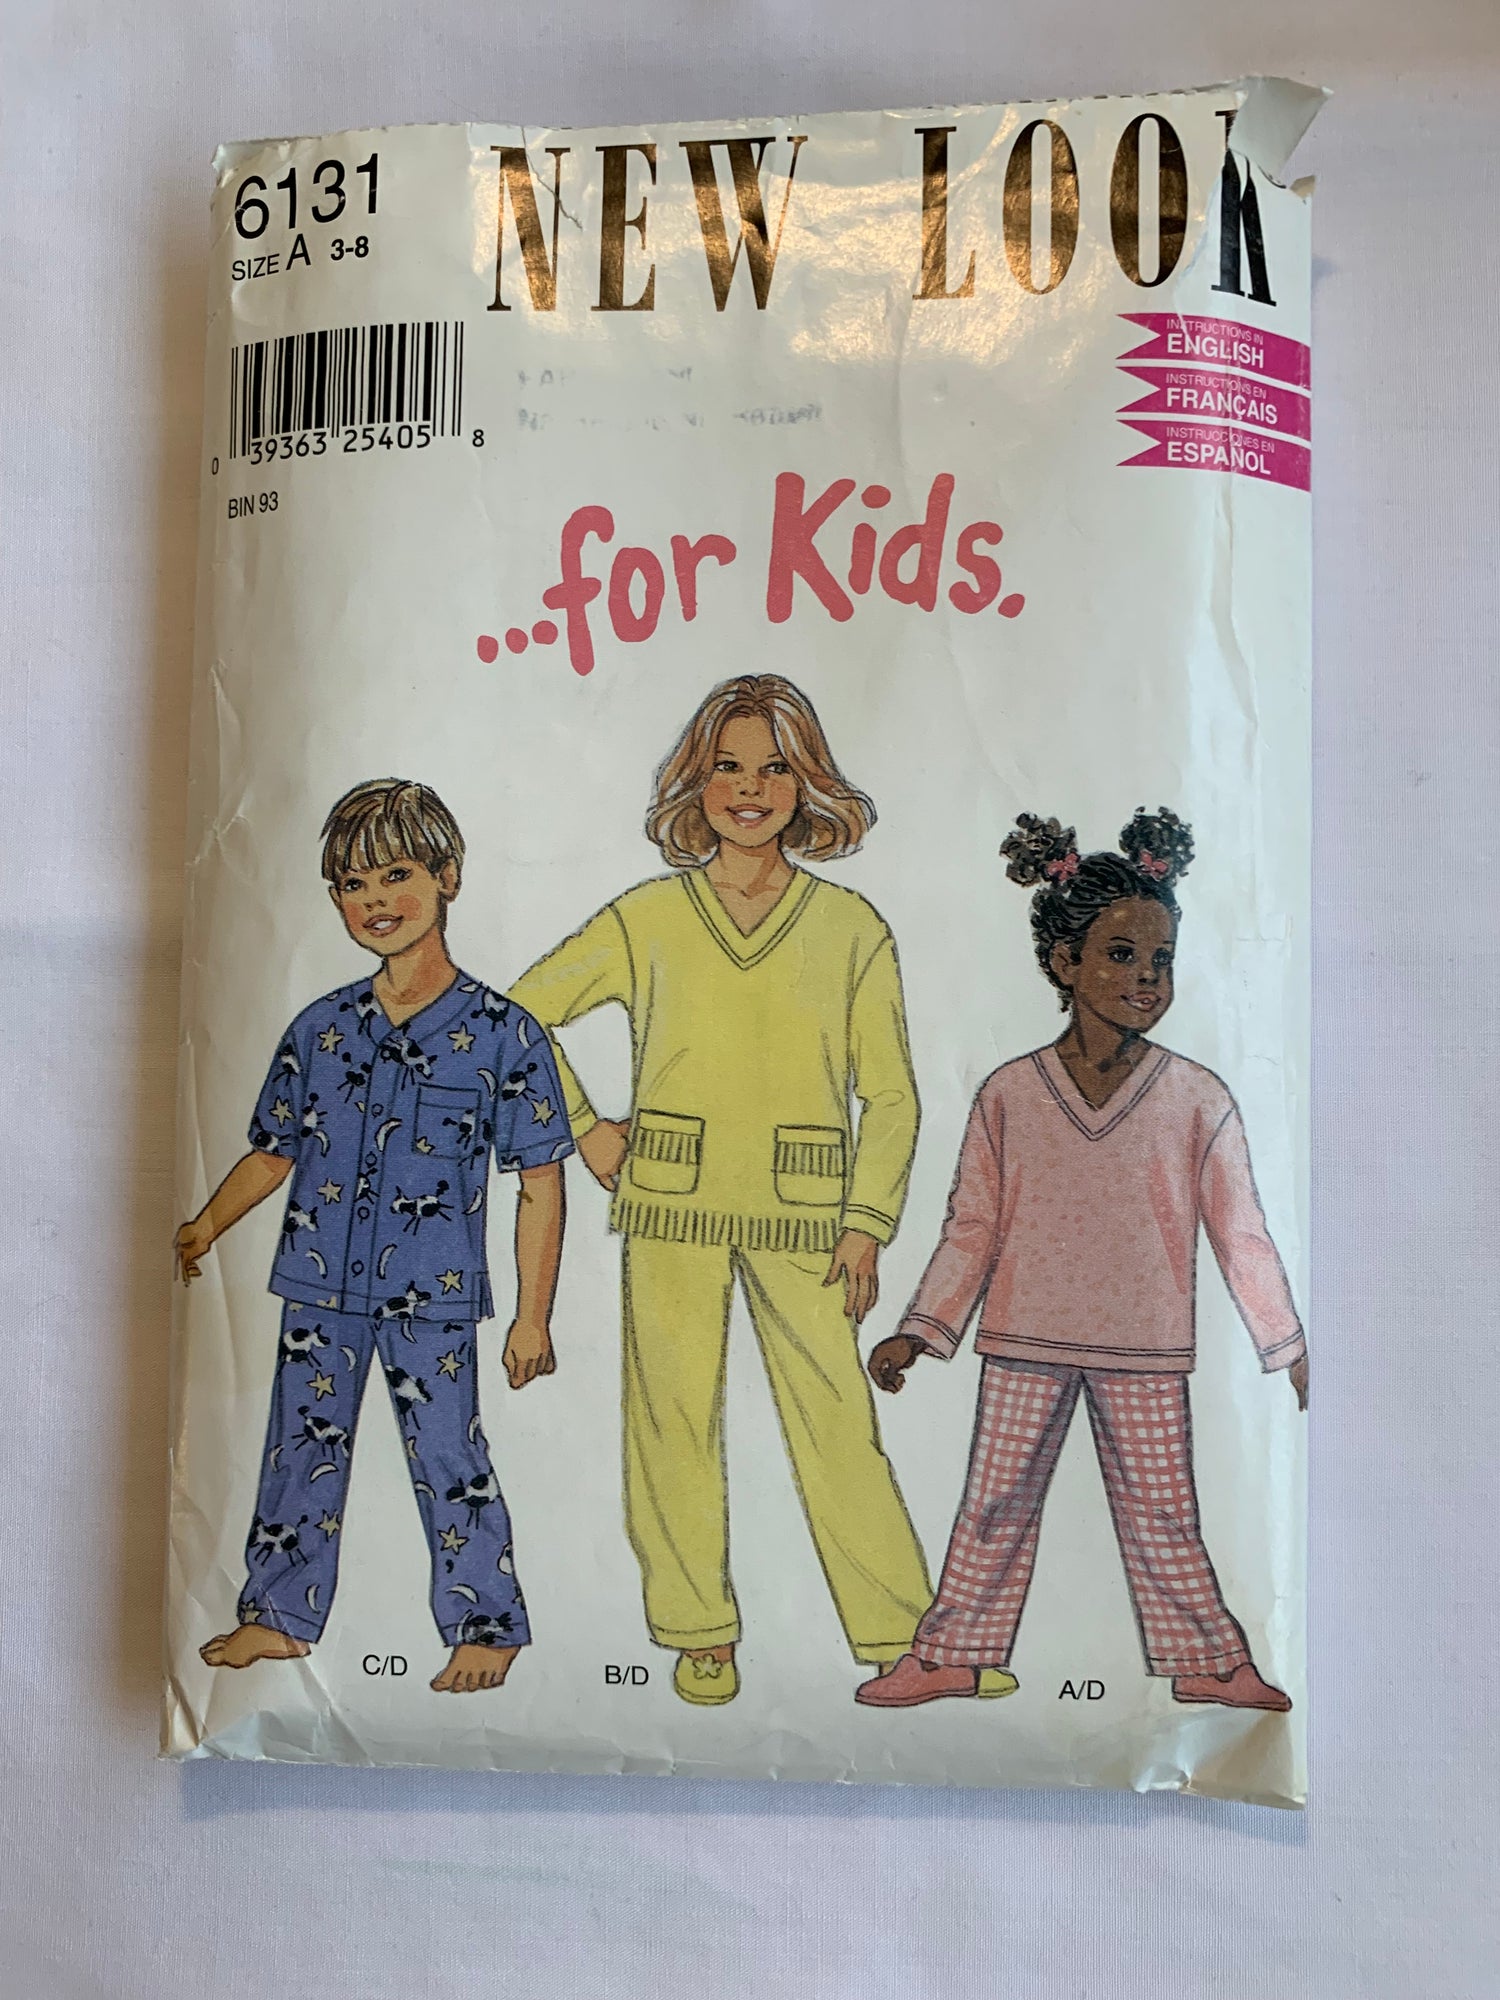 6131
SIZE A 3-8
NEW LOOK
INSTRUCTIONS IN
ENGLISH
INSTRUCTIONS EN
FRANÇAIS
INSTRUCCIONES EN
ESPAÑOL
0 39363 25405 8
BIN 93
...for Kids.
C/D
B/D
A/D